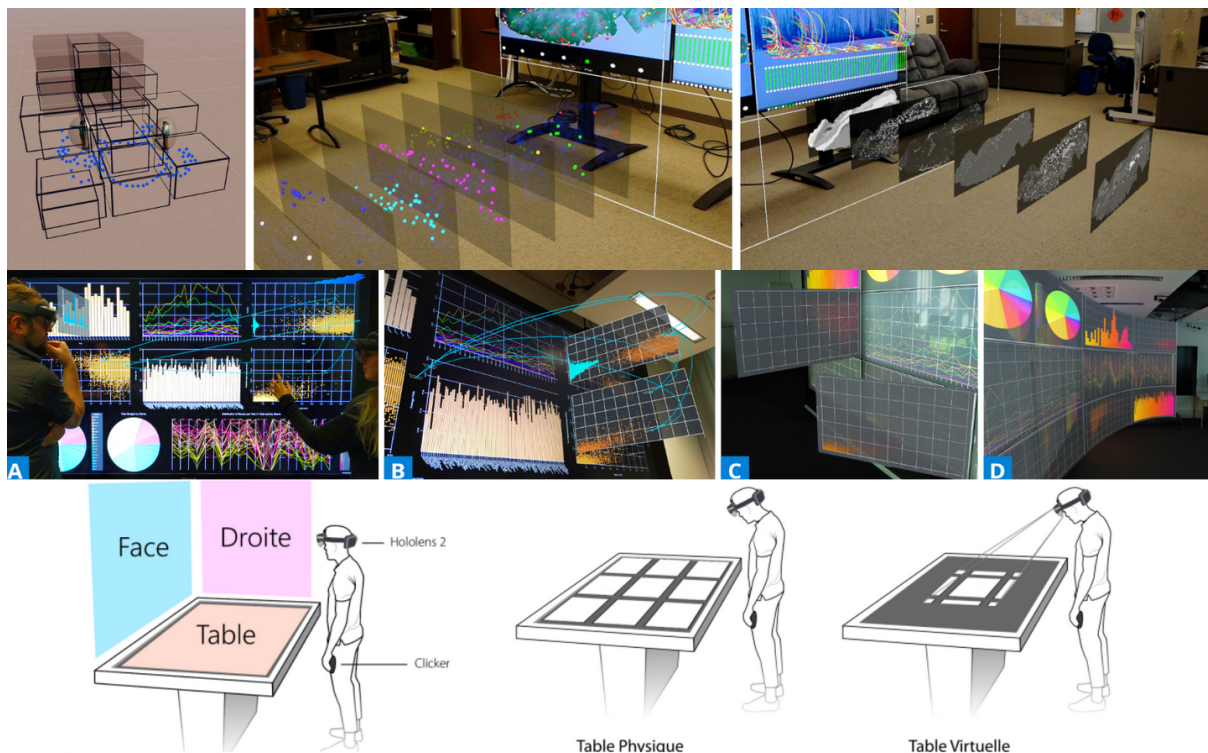 A
B
C
D
Face
Droite
Hololens 2
Table
Clicker
Table Physique
Table Virtuelle